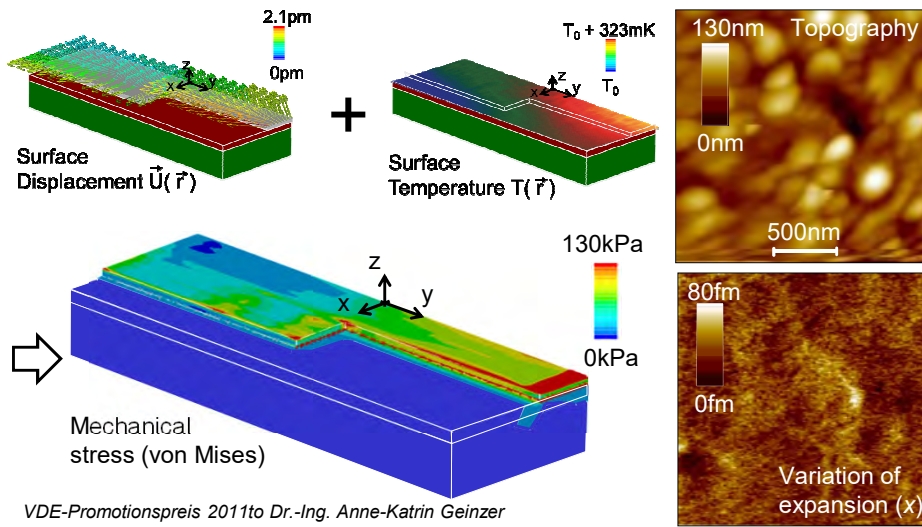 2.1pm
0pm
z
x
y
Surface
Displacement U⃗( r⃗ )
+
T₀ + 323mK
T₀
z
x
y
Surface
Temperature T( r⃗ )
130nm
Topography
0nm
500nm
130kPa
0kPa
z
x
y
Mechanical
stress (von Mises)
80fm
0fm
Variation of
expansion (x)
VDE-Promotionspreis 2011to Dr.-Ing. Anne-Katrin Geinzer